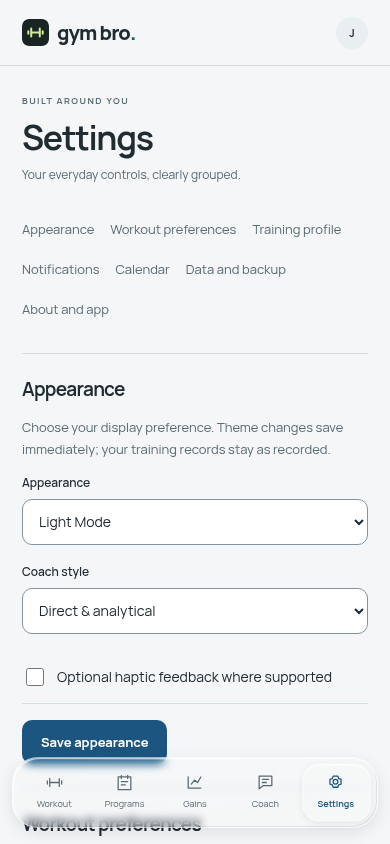 gym bro.
J
BUILT AROUND YOU
Settings
Your everyday controls, clearly grouped.
Appearance Workout preferences Training profile
Notifications Calendar Data and backup
About and app
Appearance
Choose your display preference. Theme changes save
immediately; your training records stay as recorded.
Appearance
Light Mode
Coach style
Direct & analytical
Optional haptic feedback where supported
Save appearance
Workout Programs Gains Coach Settings
Workout preferences